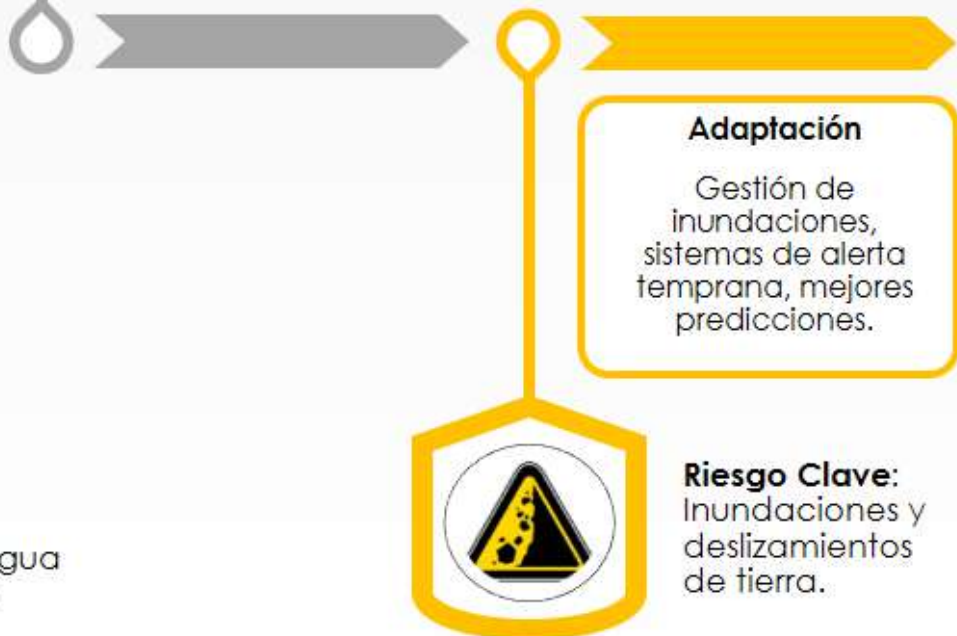 Adaptación
Gestión de
inundaciones,
sistemas de alerta
temprana, mejores
predicciones.
Riesgo Clave:
Inundaciones y
deslizamientos
de tierra.